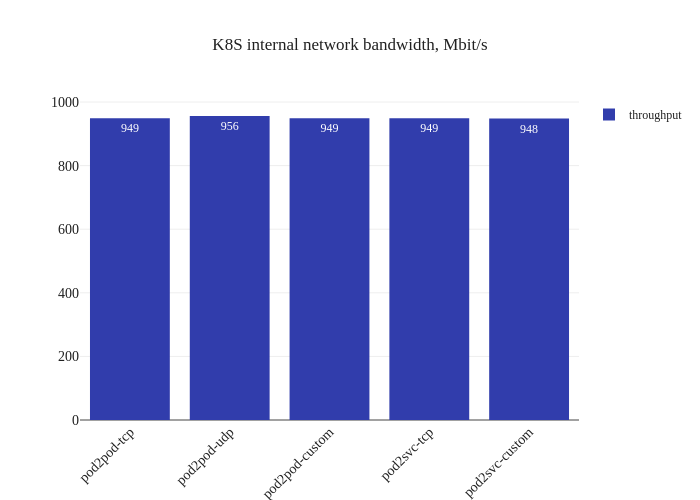 K8S internal network bandwidth, Mbit/s
1000
800
600
400
200
0
949
956
949
949
948
pod2pod-tcp
pod2pod-udp
pod2pod-custom
pod2svc-tcp
pod2svc-custom
throughput